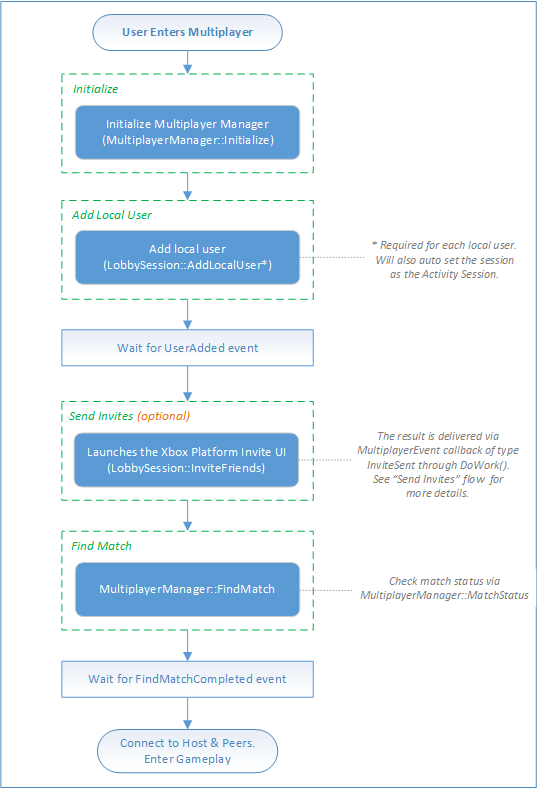 User Enters Multiplayer
Initialize
Initialize Multiplayer Manager
(MultiplayerManager::Initialize)
Add Local User
Add local user
(LobbySession::AddLocalUser*)
* Required for each local user.
Will also auto set the session
as the Activity Session.
Wait for UserAdded event
Send Invites (optional)
Launches the Xbox Platform Invite UI
(LobbySession::InviteFriends)
The result is delivered via
MultiplayerEvent callback of type
InviteSent through DoWork().
See “Send Invites” flow for
more details.
Find Match
MultiplayerManager::FindMatch
Check match status via
MultiplayerManager::MatchStatus
Wait for FindMatchCompleted event
Connect to Host & Peers.
Enter Gameplay